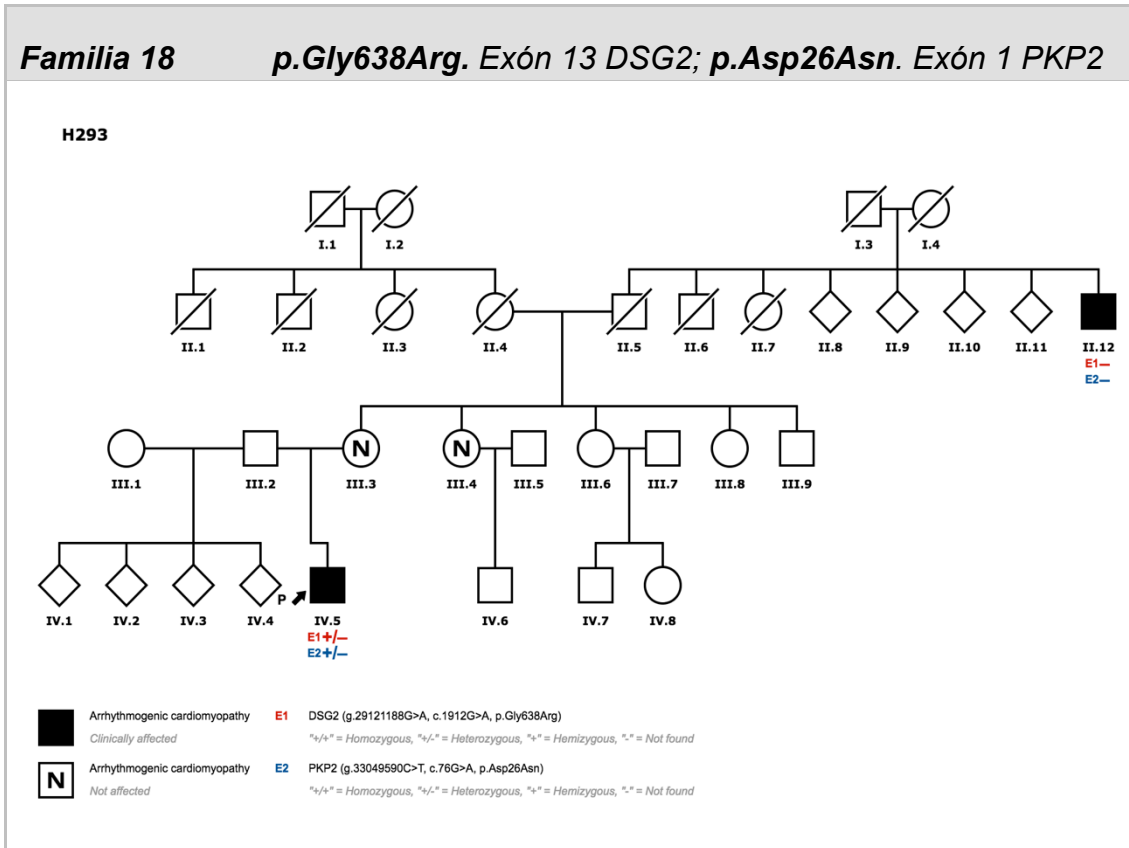 Familia 18 p.Gly638Arg. Exón 13 DSG2; p.Asp26Asn. Exón 1 PKP2
H293
I.1 I.2 I.3 I.4
II.1 II.2 II.3 II.4 II.5 II.6 II.7 II.8 II.9 II.10 II.11 II.12
E1−
E2−
N N
III.1 III.2 III.3 III.4 III.5 III.6 III.7 III.8 III.9
P
IV.1 IV.2 IV.3 IV.4 IV.5 IV.6 IV.7 IV.8
E1+/−
E2+/−
Arrhythmogenic cardiomyopathy E1 DSG2 (g.29121188G>A, c.1912G>A, p.Gly638Arg)
Clinically affected "+/+" = Homozygous, "+/-" = Heterozygous, "+" = Hemizygous, "-" = Not found
N Arrhythmogenic cardiomyopathy E2 PKP2 (g.33049590C>T, c.76G>A, p.Asp26Asn)
Not affected "+/+" = Homozygous, "+/-" = Heterozygous, "+" = Hemizygous, "-" = Not found